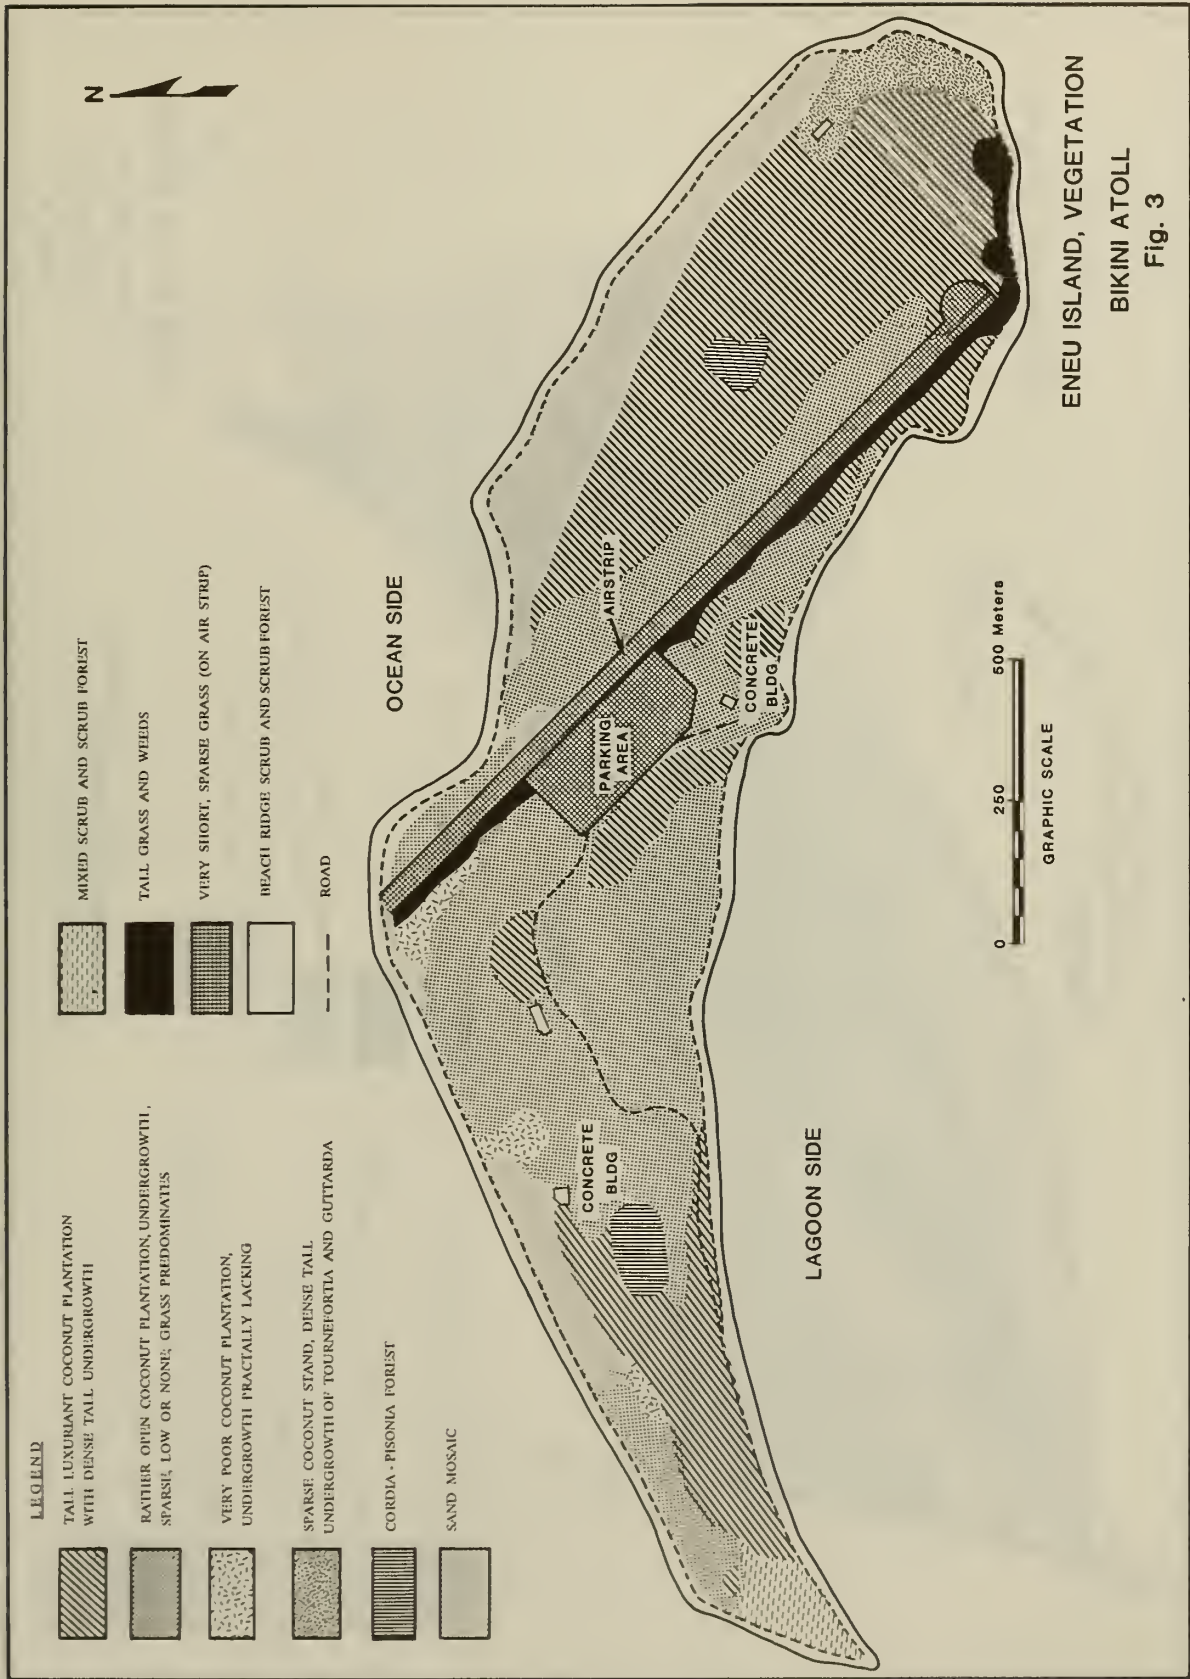 LEGEND
TALL LUXURIANT COCONUT PLANTATION
WITH DENSE TALL UNDERGROWTH
RATHER OPEN COCONUT PLANTATION, UNDERGROWTH,
SPARSE, LOW OR NONE; GRASS PREDOMINATES
VERY POOR COCONUT PLANTATION,
UNDERGROWTH PRACTALLY LACKING
SPARSE COCONUT STAND, DENSE TALL
UNDERGROWTH OF TOURNEFORTIA AND GUTTARDA
CORDIA - PISONIA FOREST
SAND MOSAIC
MIXED SCRUB AND SCRUB FOREST
TALL GRASS AND WEEDS
VERY SHORT, SPARSE GRASS (ON AIR STRIP)
BEACH RIDGE SCRUB AND SCRUB FOREST
ROAD
N
OCEAN SIDE
AIRSTRIP
PARKING
AREA
CONCRETE
BLDG
CONCRETE
BLDG
LAGOON SIDE
0 250 500 Meters
GRAPHIC SCALE
ENEU ISLAND, VEGETATION
BIKINI ATOLL
Fig. 3